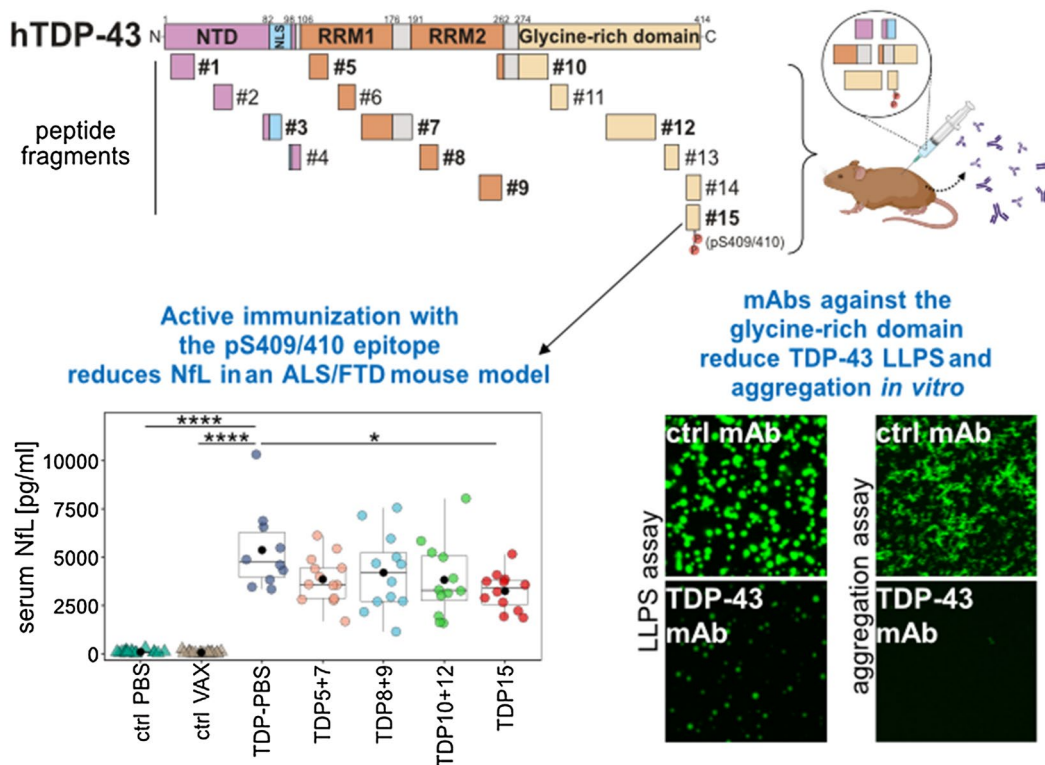 1 82 98 106 176 191 262 274 414
hTDP-43 N NTD NLS RRM1 RRM2 Glycine-rich domain C
peptide
fragments
#1 #5 #10
#2 #6 #11
#3 #7 #12
#4 #8 #13
#9 #14
#15
P
P
(pS409/410)
P
P
Active immunization with
the pS409/410 epitope
reduces NfL in an ALS/FTD mouse model
**** 
**** *
serum NfL [pg/ml]
10000
7500
5000
2500
0
ctrl PBS
ctrl VAX
TDP-PBS
TDP5+7
TDP8+9
TDP10+12
TDP15
mAbs against the
glycine-rich domain
reduce TDP-43 LLPS and
aggregation in vitro
LLPS assay
ctrl mAb
TDP-43
mAb
aggregation assay
ctrl mAb
TDP-43
mAb